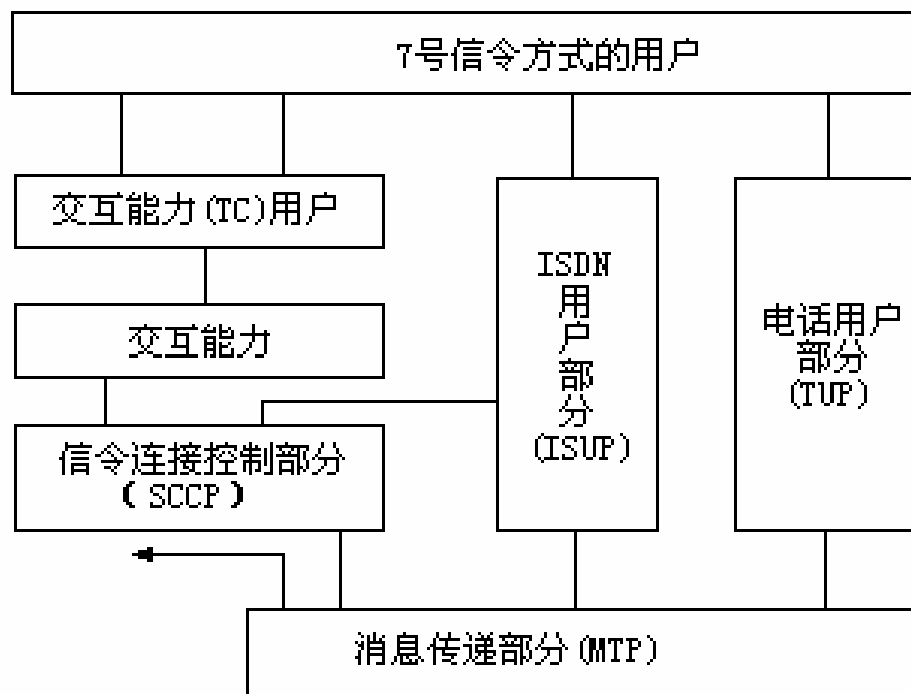 7号信令方式的用户
交互能力(TC)用户
交互能力
信令连接控制部分
(SCCP)
ISDN
用
户
部
分
(ISUP)
电话用户
部分
(TUP)
消息传递部分(MTP)